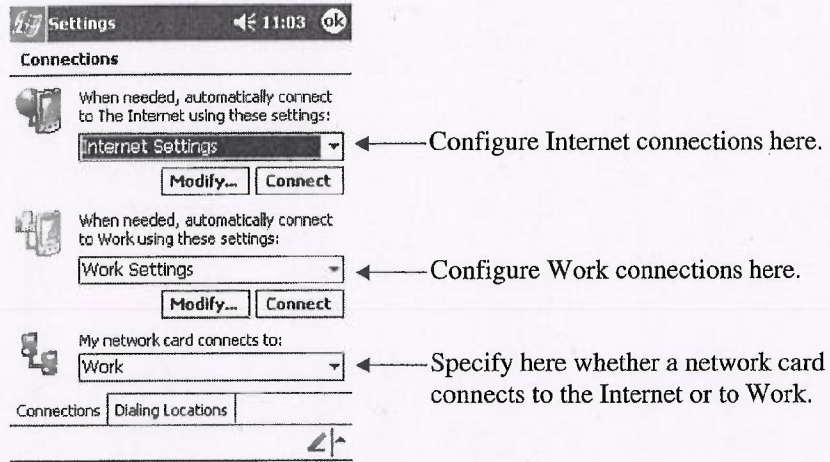 Settings 11:03 ok
Connections
When needed, automatically connect
to The Internet using these settings:
Internet Settings
Configure Internet connections here.
Modify... Connect
When needed, automatically connect
to Work using these settings:
Work Settings
Configure Work connections here.
Modify... Connect
My network card connects to:
Work
Specify here whether a network card
connects to the Internet or to Work.
Connections Dialing Locations